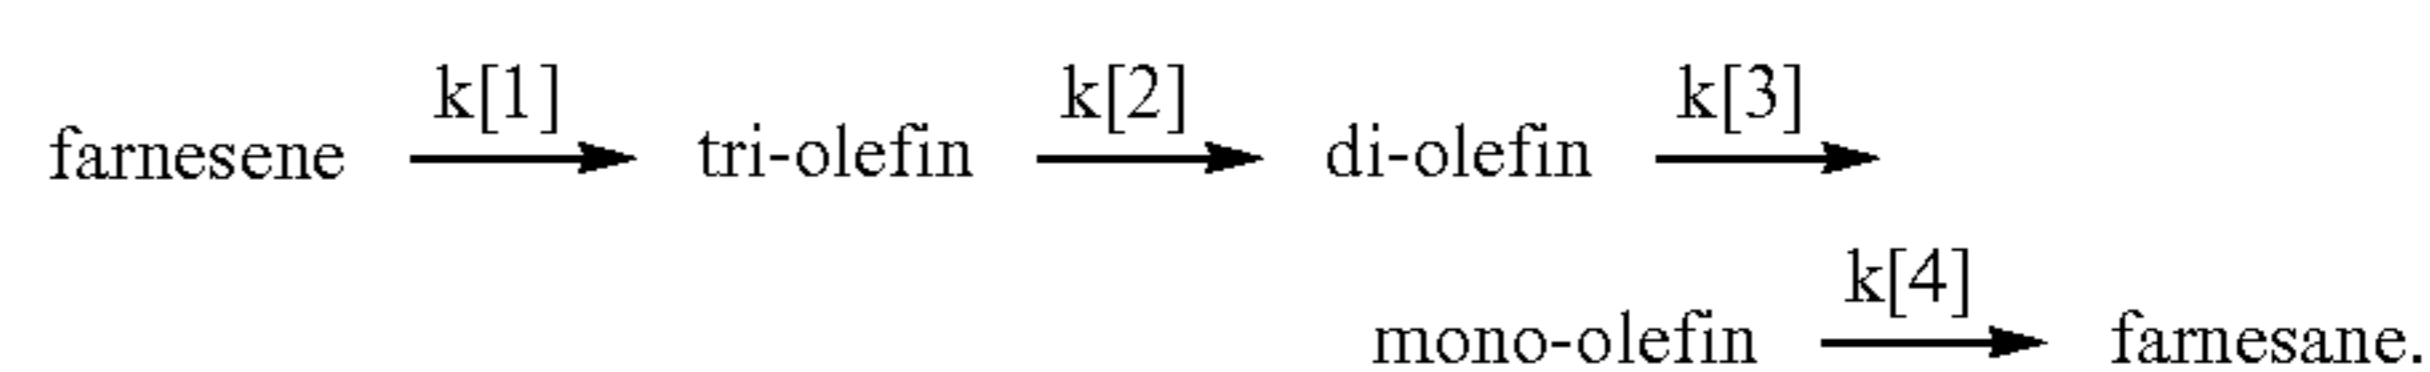 k[1] k[2] k[3]
farnesene tri-olefin di-olefin
k[4]
mono-olefin farnesane.